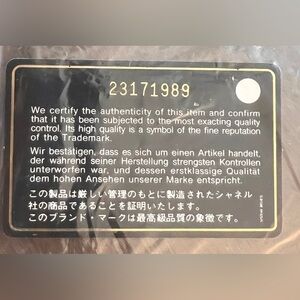 23171989
We certify the authenticity of this item and confirm
that it has been subjected to the most exacting quality
control. Its high quality is a symbol of the fine reputation
of the Trademark.
Wir bestätigen, dass es sich um einen Artikel handelt,
der während seiner Herstellung strengsten Kontrollen
unterworfen war, und dessen erstklassige Qualität
dem hohen Ansehen unserer Marke entspricht.
この製品は厳しい管理のもとに製造されたシャネル
社の商品であることを証明いたします。
このブランド・マークは最高級品質の象徴です。